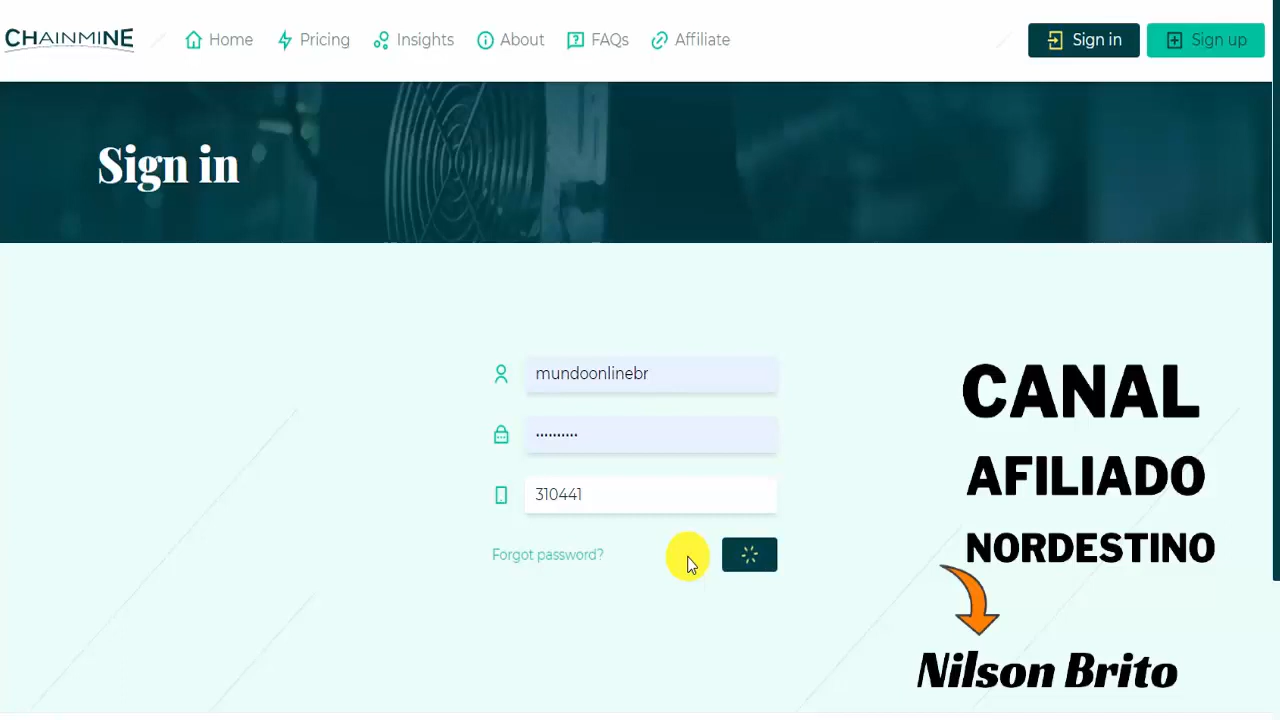 CHAINMINE
Home Pricing Insights About FAQs Affiliate Sign in Sign up
Sign in
mundoonlinebr
••••••••••
310441
Forgot password?
CANAL
AFILIADO
NORDESTINO
Nilson Brito